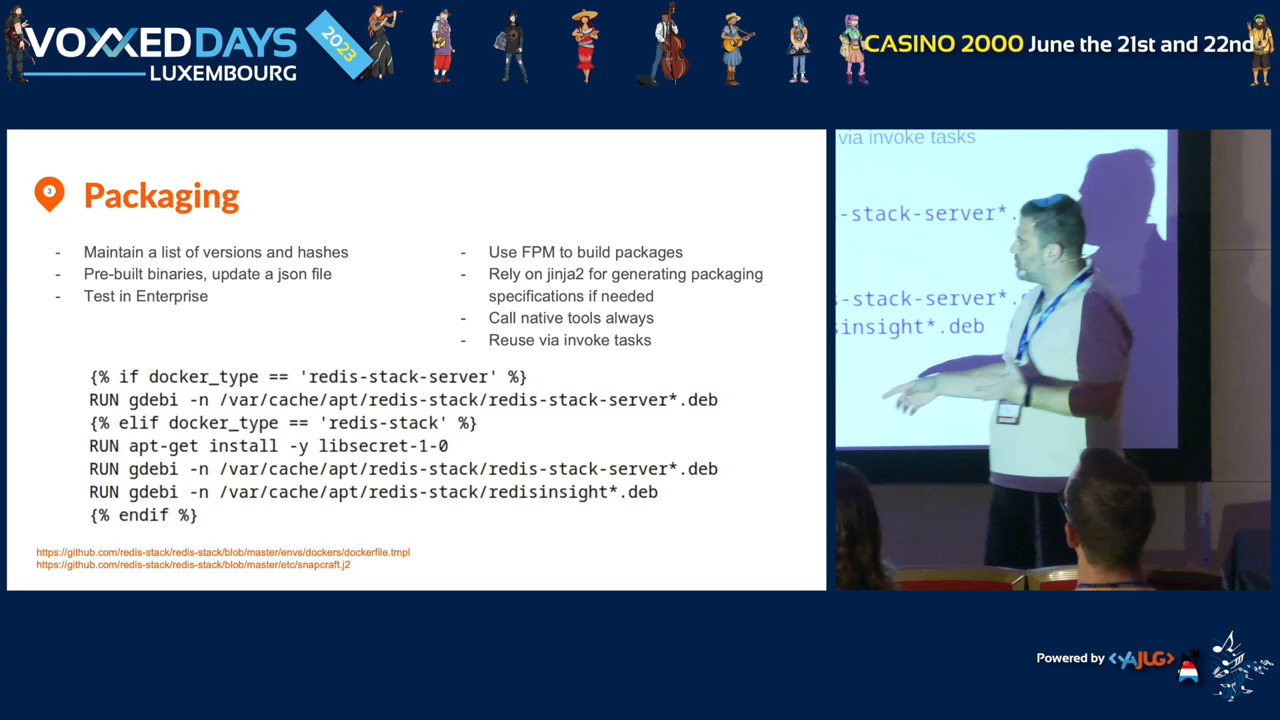 VOXXED DAYS
LUXEMBOURG
2023
CASINO 2000 June the 21st and 22nd
3
Packaging
- Maintain a list of versions and hashes
- Pre-built binaries, update a json file
- Test in Enterprise
- Use FPM to build packages
- Rely on jinja2 for generating packaging
specifications if needed
- Call native tools always
- Reuse via invoke tasks
{% if docker_type == 'redis-stack-server' %}
RUN gdebi -n /var/cache/apt/redis-stack/redis-stack-server*.deb
{% elif docker_type == 'redis-stack' %}
RUN apt-get install -y libsecret-1-0
RUN gdebi -n /var/cache/apt/redis-stack/redis-stack-server*.deb
RUN gdebi -n /var/cache/apt/redis-stack/redisinsight*.deb
{% endif %}
https://github.com/redis-stack/redis-stack/blob/master/envs/dockers/dockerfile.tmpl
https://github.com/redis-stack/redis-stack/blob/master/etc/snapcraft.j2
via invoke tasks
-stack-server*.
-stack-server*.
insight*.deb
Powered by <YAJUG>